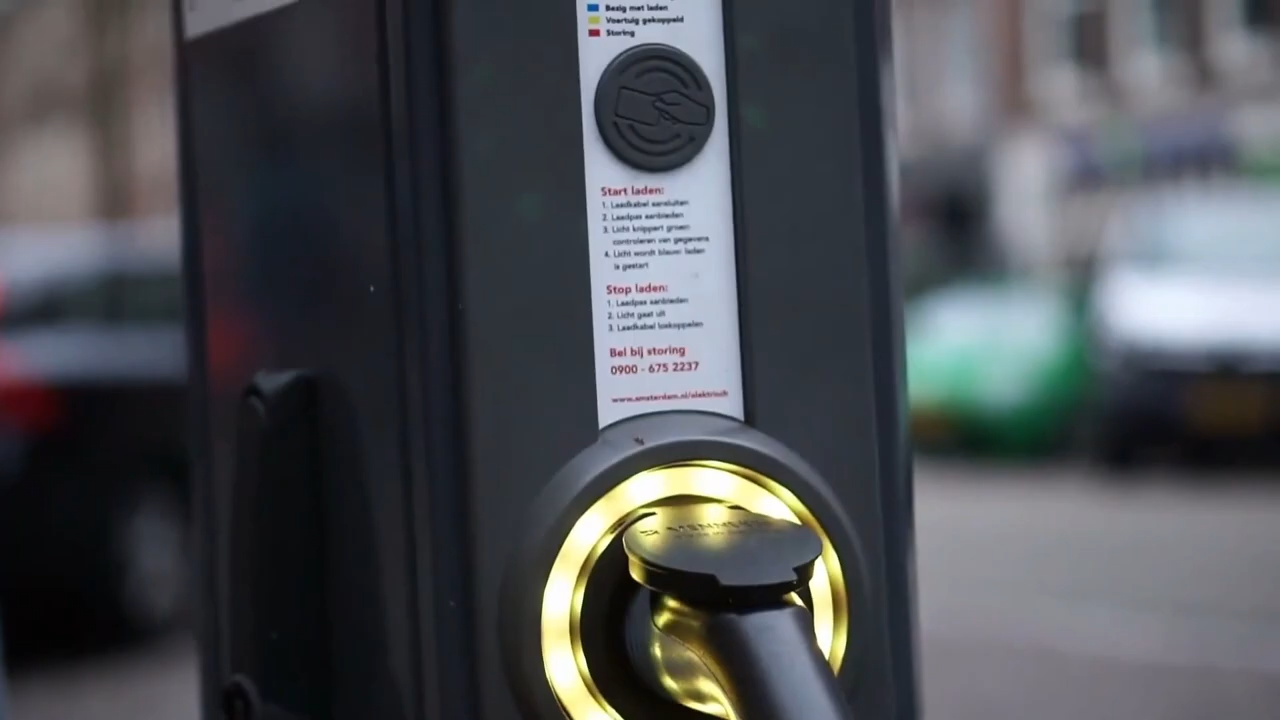 Bezig met laden
Voertuig gekoppeld
Storing
Start laden:
1. Laadkabel aansluiten
2. Laadpas aanbieden
3. Licht knippert groen:
controleren van gegevens
4. Licht wordt blauw: laden
is gestart
Stop laden:
1. Laadpas aanbieden
2. Licht gaat uit
3. Laadkabel loskoppelen
Bel bij storing
0900 - 675 2237
www.amsterdam.nl/elektrisch
MENNEKES